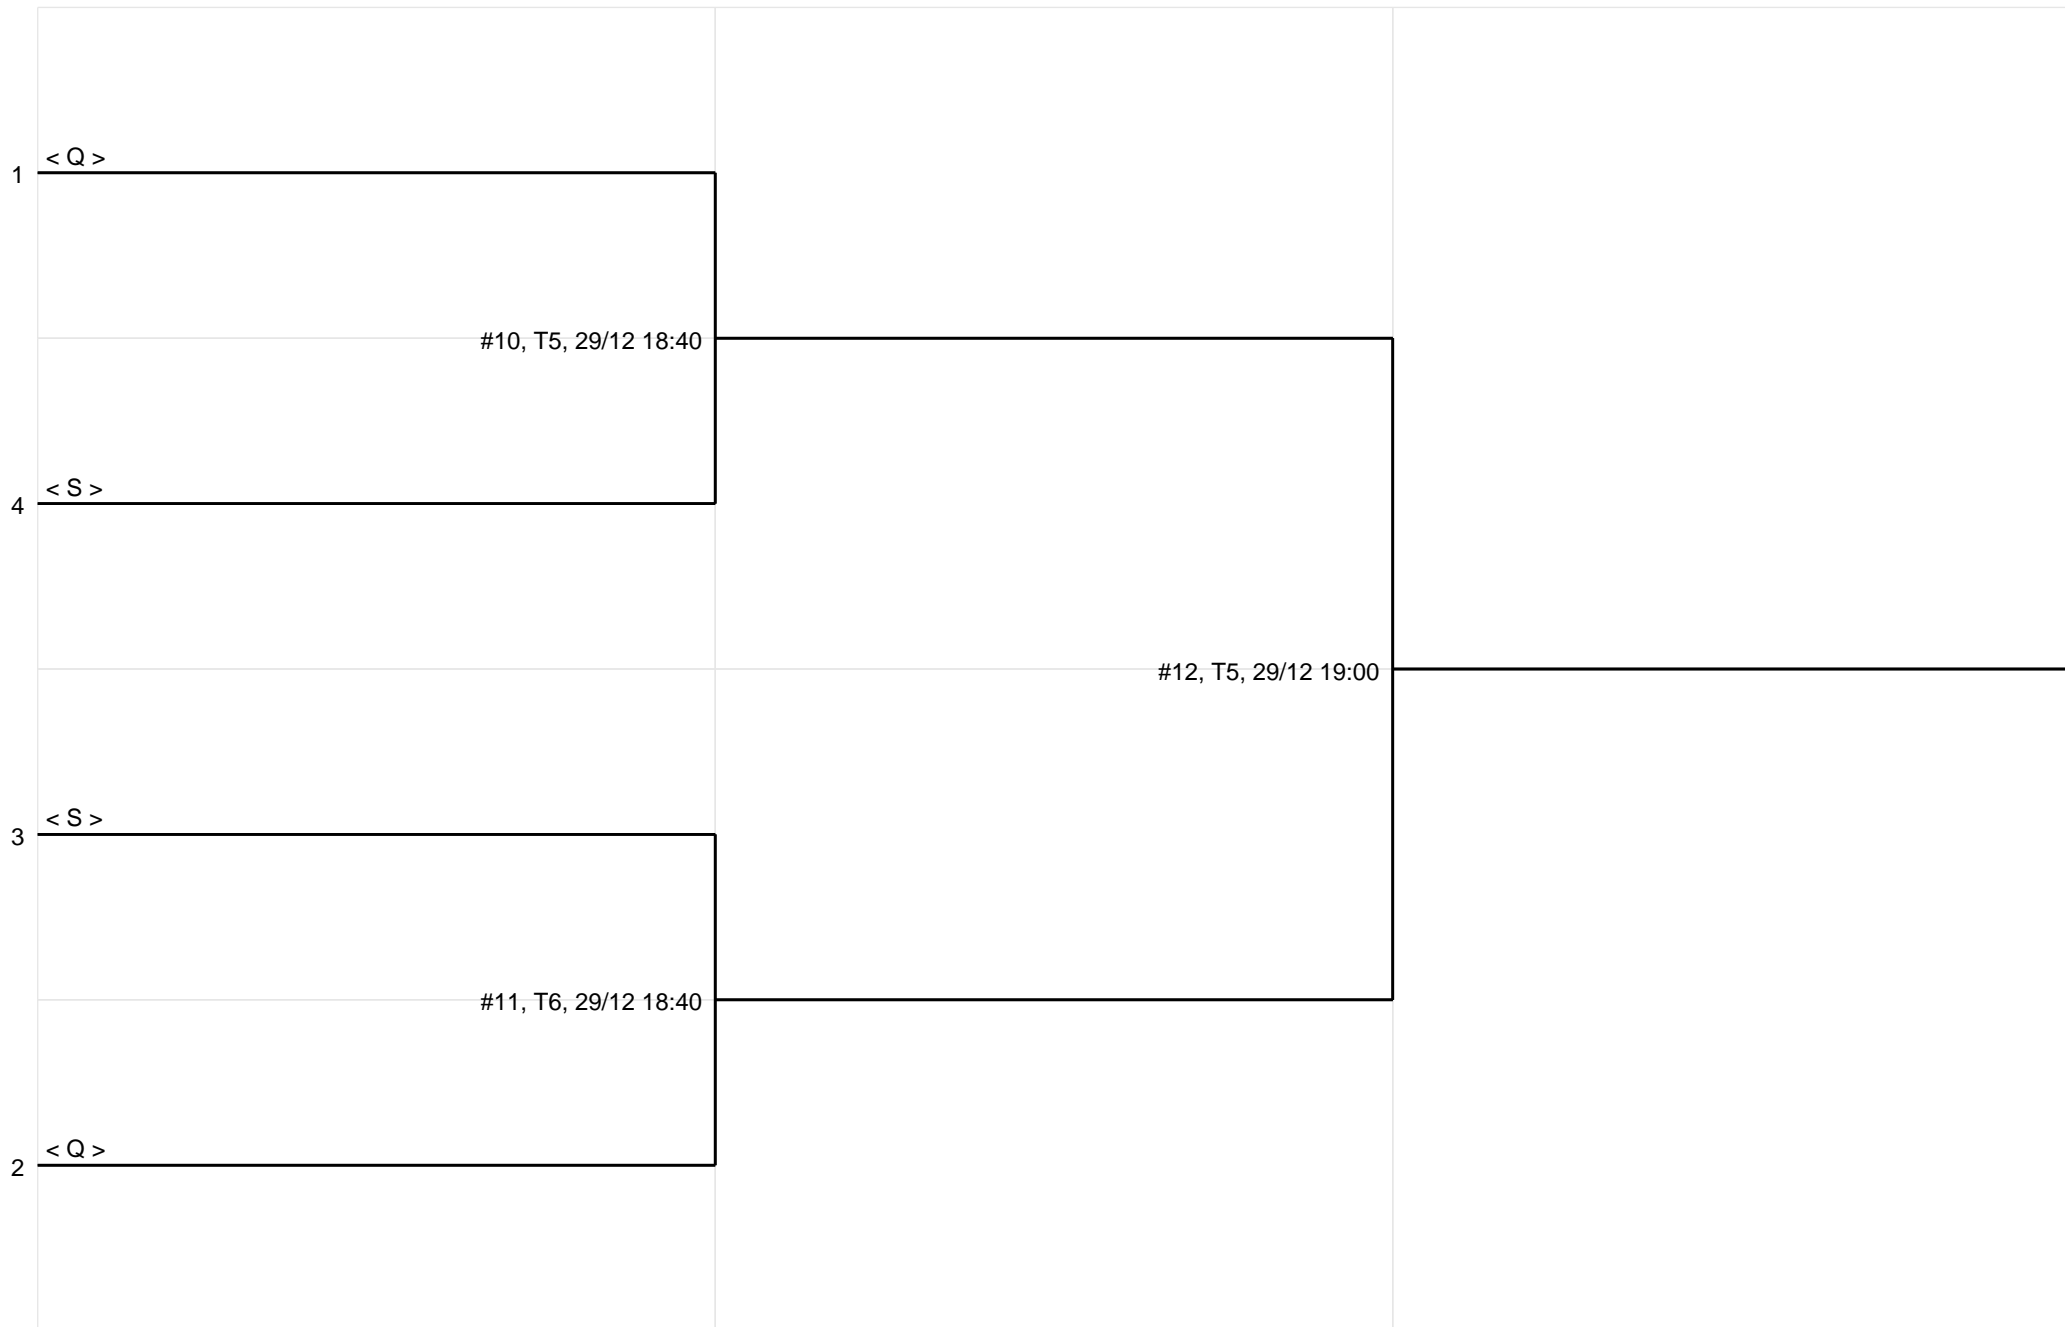 < Q >
1
#10, T5, 29/12 18:40
< S >
4
#12, T5, 29/12 19:00
< S >
3
#11, T6, 29/12 18:40
< Q >
2